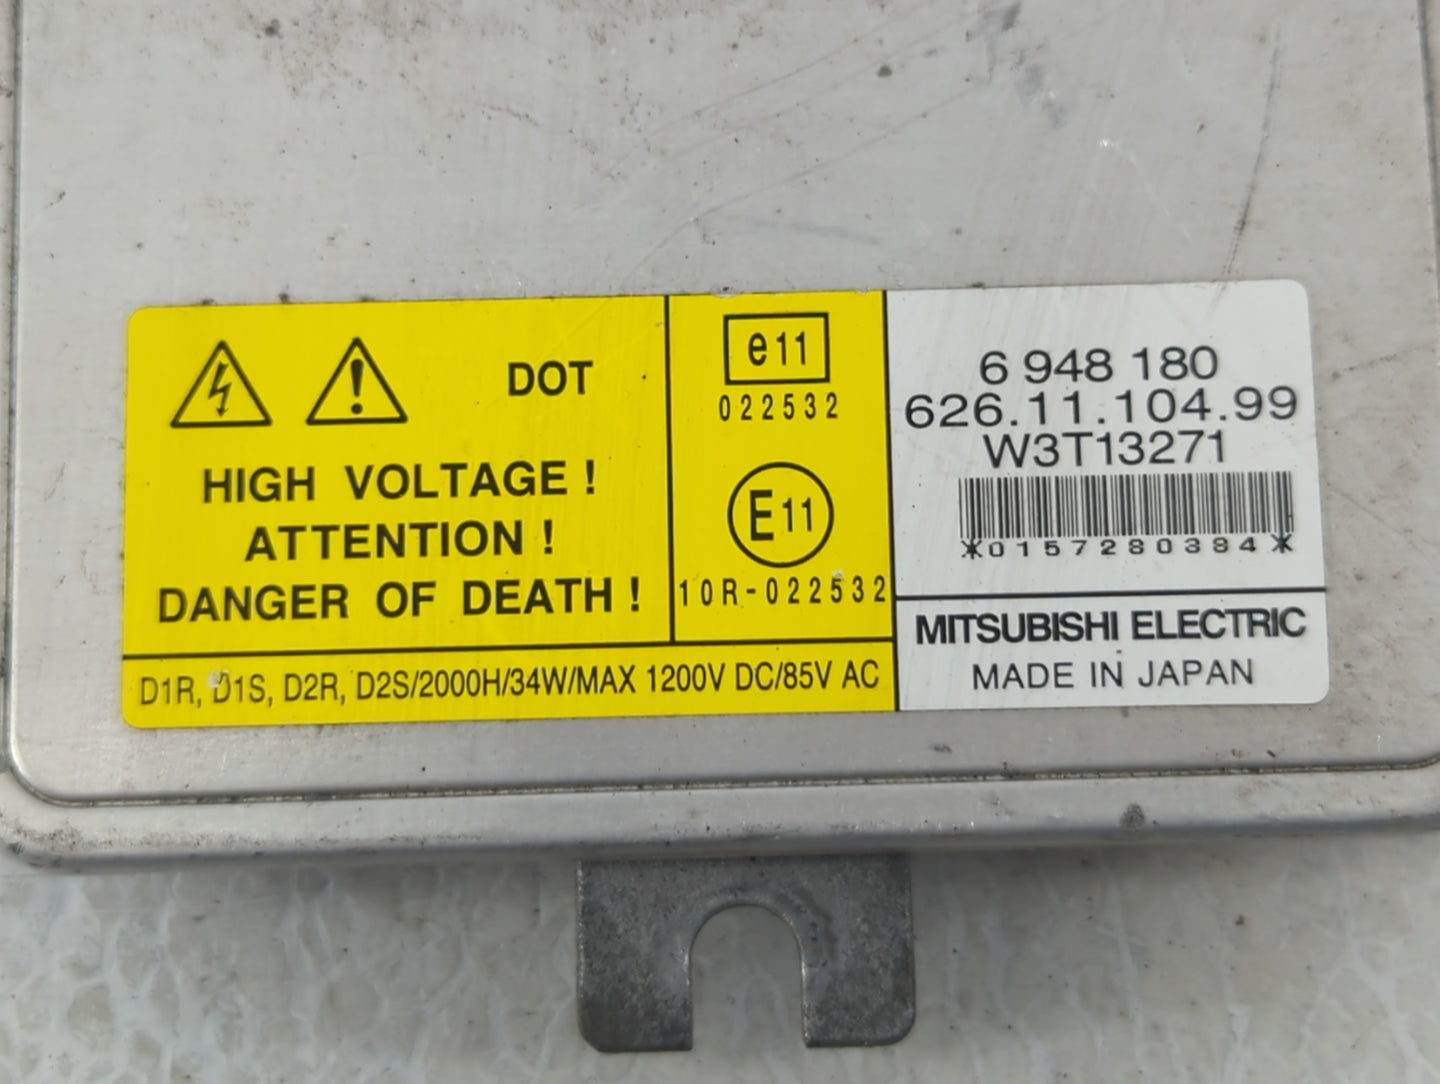 DOT
HIGH VOLTAGE !
ATTENTION !
DANGER OF DEATH !
e11
022532
E11
10R-022532
D1R, D1S, D2R, D2S/2000H/34W/MAX 1200V DC/85V AC
6 948 180
626.11.104.99
W3T13271
*0157280384*
MITSUBISHI ELECTRIC
MADE IN JAPAN